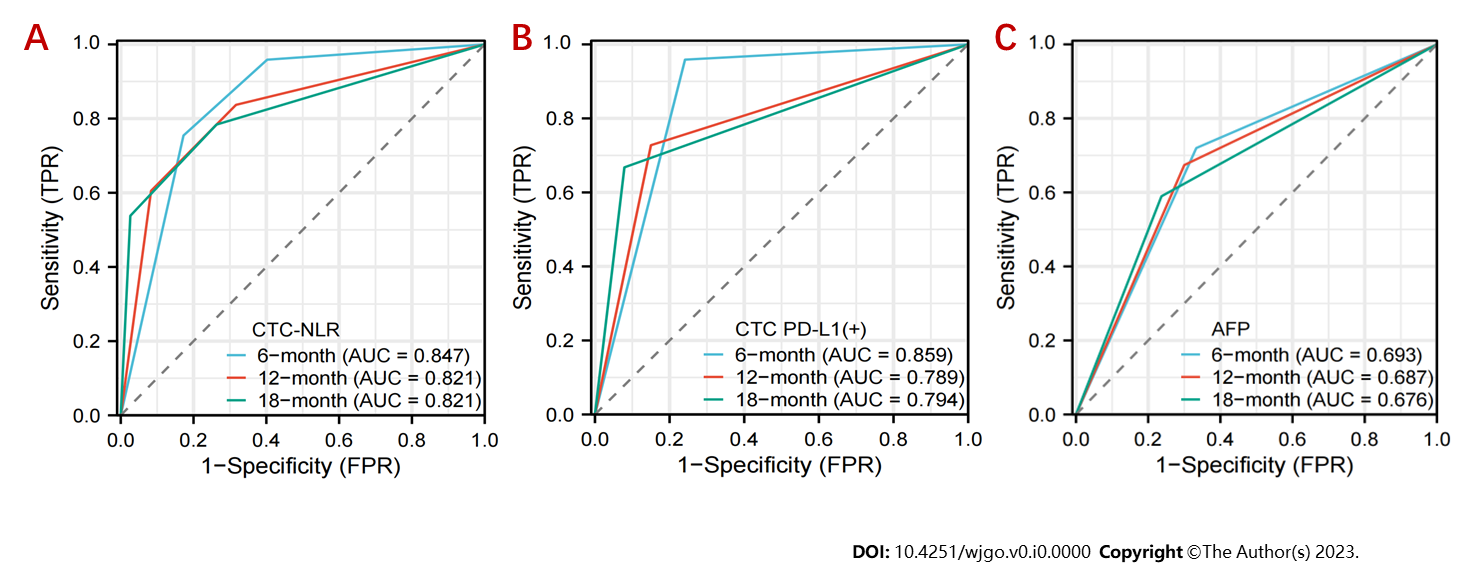 A
1.0
0.8
0.6
0.4
0.2
0.0
Sensitivity (TPR)
CTC-NLR
6−month (AUC = 0.847)
12−month (AUC = 0.821)
18−month (AUC = 0.821)
0.0 0.2 0.4 0.6 0.8 1.0
1−Specificity (FPR)
B
1.0
0.8
0.6
0.4
0.2
0.0
Sensitivity (TPR)
CTC PD-L1(+)
6−month (AUC = 0.859)
12−month (AUC = 0.789)
18−month (AUC = 0.794)
0.0 0.2 0.4 0.6 0.8 1.0
1−Specificity (FPR)
C
1.0
0.8
0.6
0.4
0.2
0.0
Sensitivity (TPR)
AFP
6−month (AUC = 0.693)
12−month (AUC = 0.687)
18−month (AUC = 0.676)
0.0 0.2 0.4 0.6 0.8 1.0
1−Specificity (FPR)
DOI: 10.4251/wjgo.v0.i0.0000 Copyright ©The Author(s) 2023.